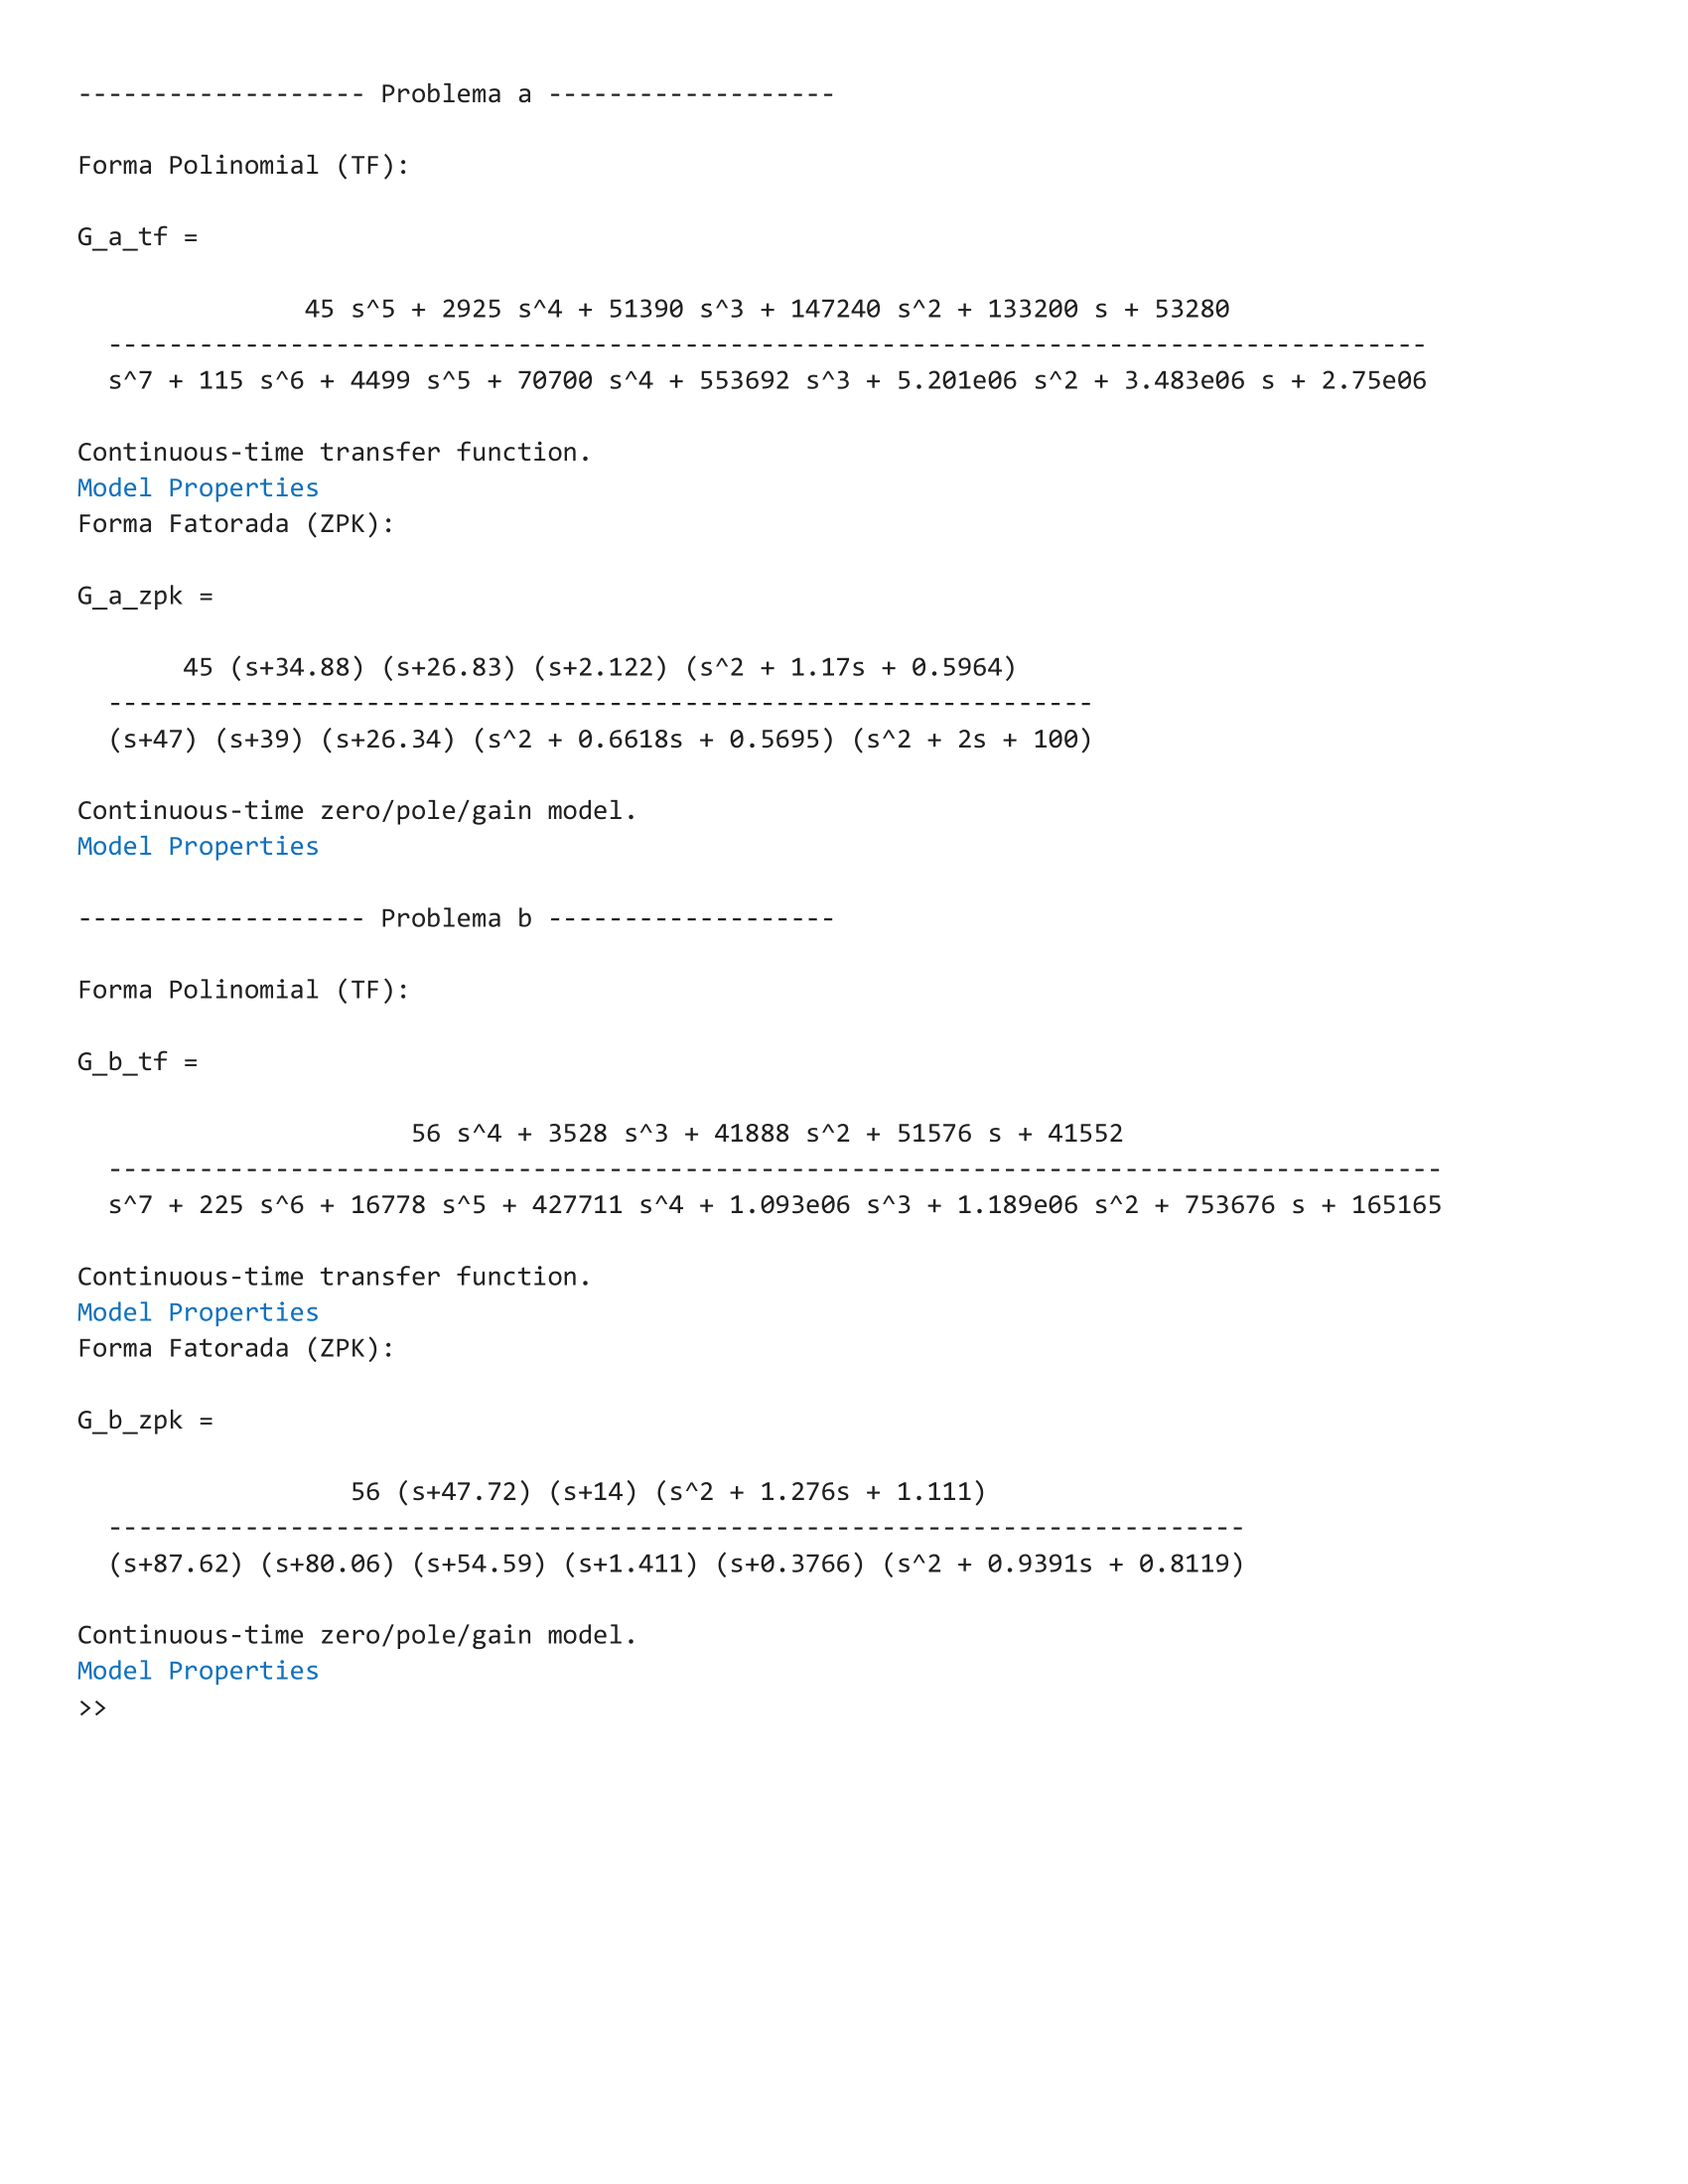 ------------------- Problema a -------------------
Forma Polinomial (TF):
G_a_tf =
45 s^5 + 2925 s^4 + 51390 s^3 + 147240 s^2 + 133200 s + 53280
---------------------------------------------------------------------------------------
s^7 + 115 s^6 + 4499 s^5 + 70700 s^4 + 553692 s^3 + 5.201e06 s^2 + 3.483e06 s + 2.75e06
Continuous-time transfer function.
Model Properties
Forma Fatorada (ZPK):
G_a_zpk =
45 (s+34.88) (s+26.83) (s+2.122) (s^2 + 1.17s + 0.5964)
-----------------------------------------------------------------
(s+47) (s+39) (s+26.34) (s^2 + 0.6618s + 0.5695) (s^2 + 2s + 100)
Continuous-time zero/pole/gain model.
Model Properties
------------------- Problema b -------------------
Forma Polinomial (TF):
G_b_tf =
56 s^4 + 3528 s^3 + 41888 s^2 + 51576 s + 41552
----------------------------------------------------------------------------------------
s^7 + 225 s^6 + 16778 s^5 + 427711 s^4 + 1.093e06 s^3 + 1.189e06 s^2 + 753676 s + 165165
Continuous-time transfer function.
Model Properties
Forma Fatorada (ZPK):
G_b_zpk =
56 (s+47.72) (s+14) (s^2 + 1.276s + 1.111)
---------------------------------------------------------------------------
(s+87.62) (s+80.06) (s+54.59) (s+1.411) (s+0.3766) (s^2 + 0.9391s + 0.8119)
Continuous-time zero/pole/gain model.
Model Properties
>>